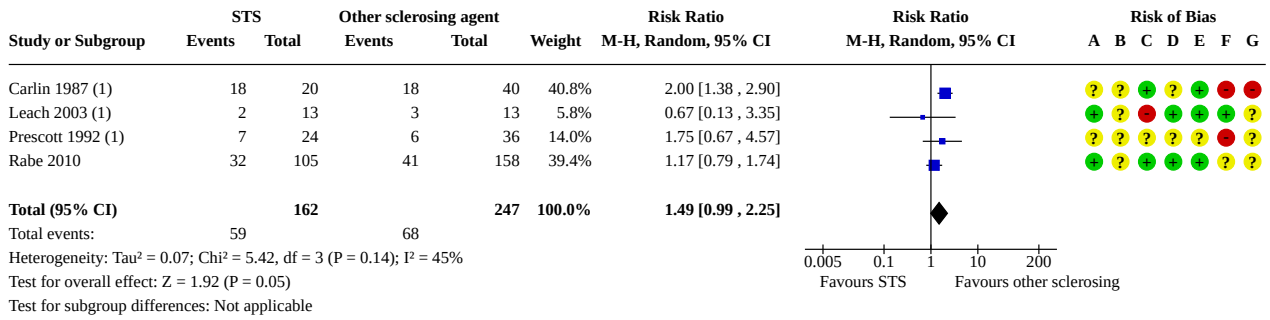 STS Other sclerosing agent Risk Ratio Risk Ratio Risk of Bias
Study or Subgroup Events Total Events Total Weight M-H, Random, 95% CI M-H, Random, 95% CI A B C D E F G
Carlin 1987 (1) 18 20 18 40 40.8% 2.00 [1.38 , 2.90] ? ? + ? + - -
Leach 2003 (1) 2 13 3 13 5.8% 0.67 [0.13 , 3.35] + ? - + + + ?
Prescott 1992 (1) 7 24 6 36 14.0% 1.75 [0.67 , 4.57] ? ? ? ? ? - ?
Rabe 2010 32 105 41 158 39.4% 1.17 [0.79 , 1.74] + ? + + + ? ?
Total (95% CI) 162 247 100.0% 1.49 [0.99 , 2.25]
Total events: 59 68
Heterogeneity: Tau² = 0.07; Chi² = 5.42, df = 3 (P = 0.14); I² = 45%
0.005 0.1 1 10 200
Test for overall effect: Z = 1.92 (P = 0.05)
Favours STS Favours other sclerosing
Test for subgroup differences: Not applicable